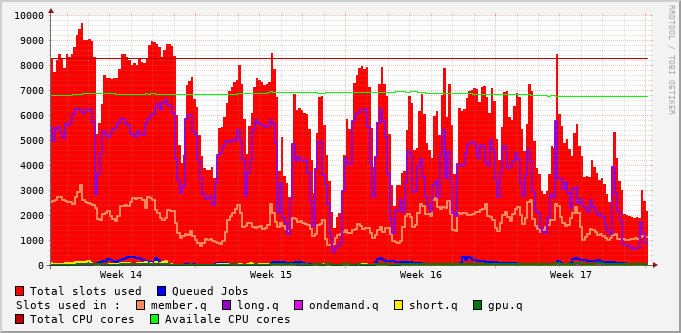 RRDTOOL / TOBI OETIKER
10000
9000
8000
7000
6000
5000
4000
3000
2000
1000
0
Week 14 Week 15 Week 16 Week 17
Total slots used Queued Jobs
Slots used in : member.q long.q ondemand.q short.q gpu.q
Total CPU cores Availale CPU cores